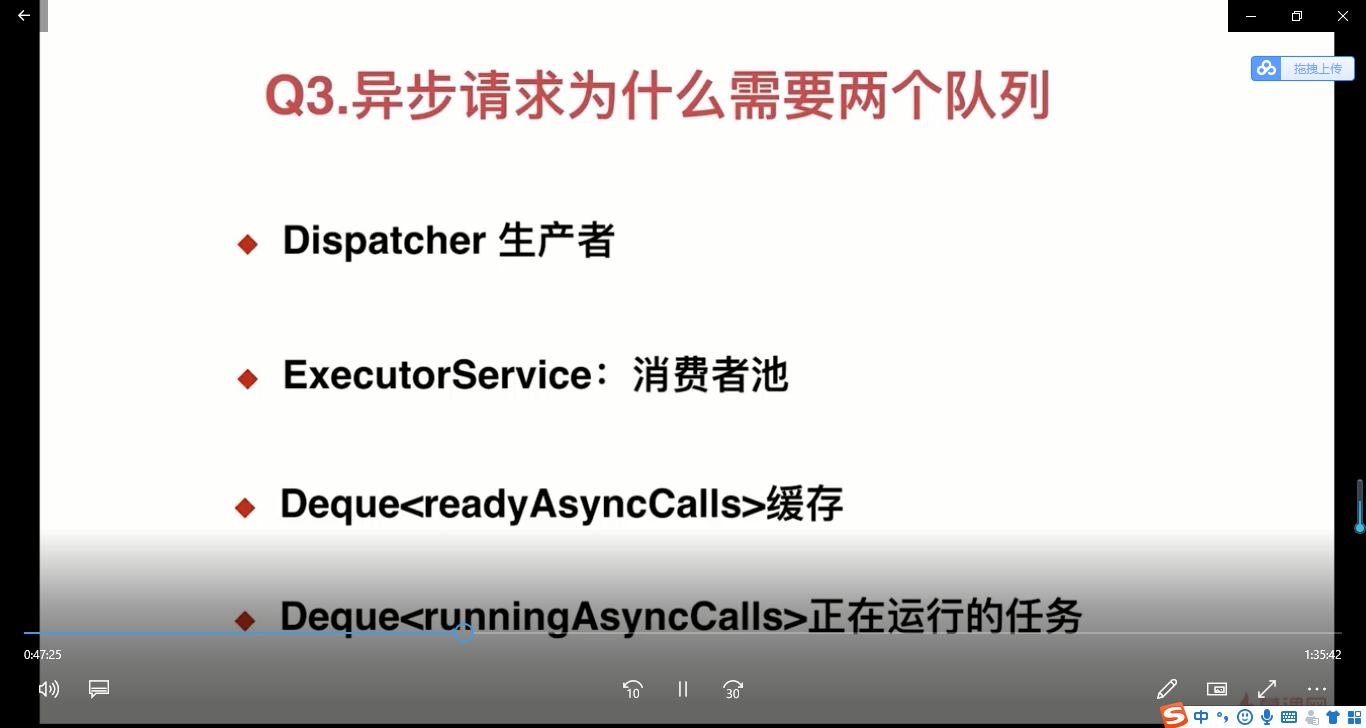 拖拽上传
Q3.异步请求为什么需要两个队列
Dispatcher 生产者
ExecutorService：消费者池
Deque<readyAsyncCalls>缓存
Deque<runningAsyncCalls>正在运行的任务
0:47:25
1:35:42
10
30
中